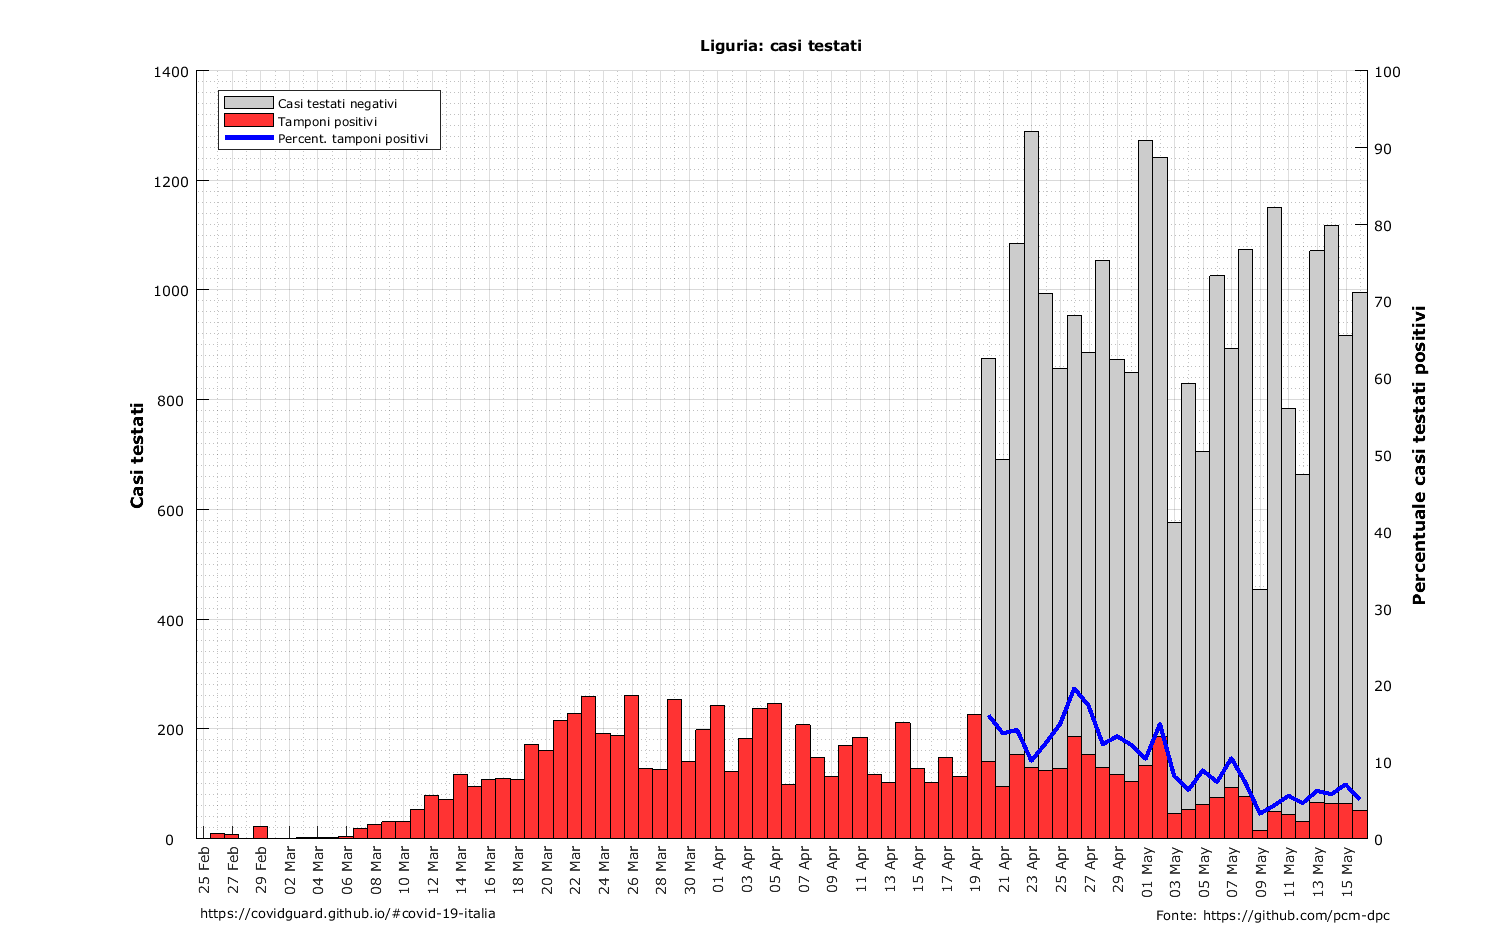 Liguria: casi testati
Casi testati negativi
Tamponi positivi
Percent. tamponi positivi
Casi testati
1400
1200
1000
800
600
400
200
0
100
90
80
70
60
50
40
30
20
10
0
Percentuale casi testati positivi
25 Feb
27 Feb
29 Feb
02 Mar
04 Mar
06 Mar
08 Mar
10 Mar
12 Mar
14 Mar
16 Mar
18 Mar
20 Mar
22 Mar
24 Mar
26 Mar
28 Mar
30 Mar
01 Apr
03 Apr
05 Apr
07 Apr
09 Apr
11 Apr
13 Apr
15 Apr
17 Apr
19 Apr
21 Apr
23 Apr
25 Apr
27 Apr
29 Apr
01 May
03 May
05 May
07 May
09 May
11 May
13 May
15 May
https://covidguard.github.io/#covid-19-italia
Fonte: https://github.com/pcm-dpc